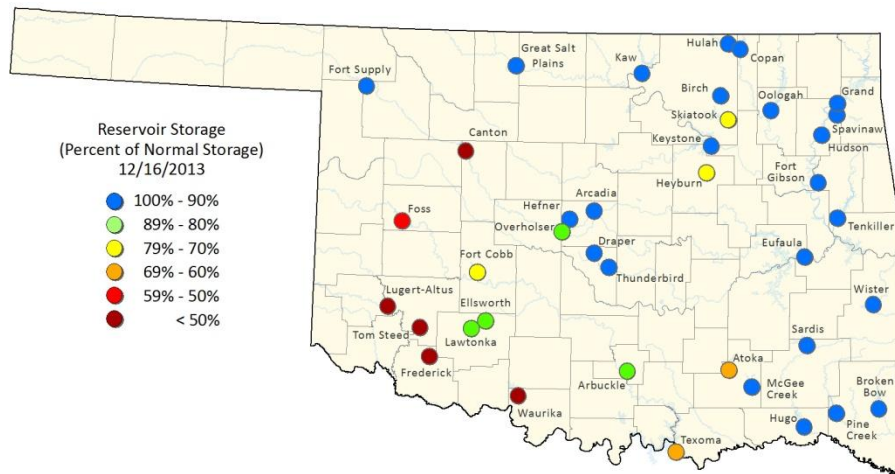 Reservoir Storage
(Percent of Normal Storage)
12/16/2013
100% - 90%
89% - 80%
79% - 70%
69% - 60%
59% - 50%
< 50%
Fort Supply
Great Salt
Plains
Kaw
Hulah
Copan
Birch
Oologah
Grand
Skiatook
Spavinaw
Hudson
Keystone
Canton
Heyburn
Fort
Gibson
Foss
Hefner
Arcadia
Overholser
Tenkiller
Draper
Eufaula
Fort Cobb
Thunderbird
Lugert-Altus
Ellsworth
Wister
Tom Steed
Lawtonka
Sardis
Frederick
Arbuckle
Atoka
McGee
Creek
Broken
Bow
Waurika
Hugo
Pine
Creek
Texoma